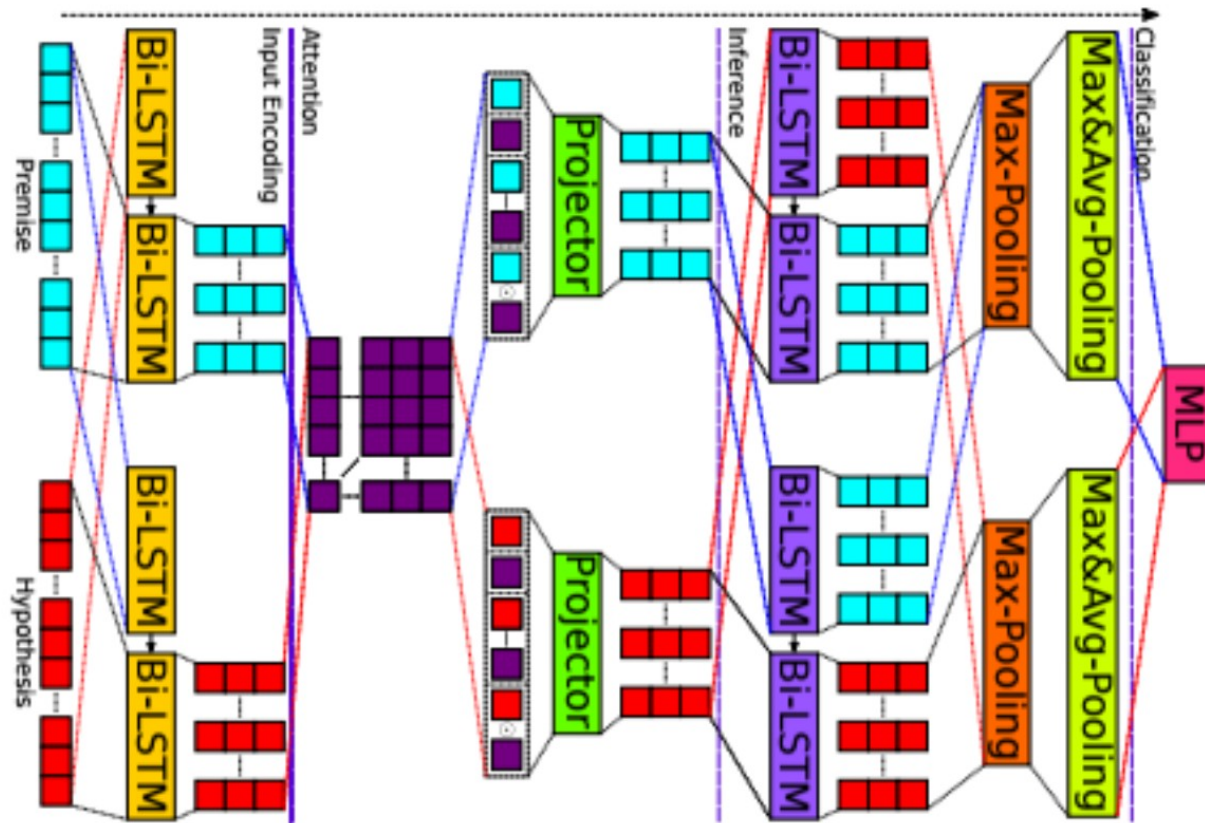 Premise
Hypothesis
Bi-LSTM
Bi-LSTM
Bi-LSTM
Bi-LSTM
Input Encoding
Attention
Projector
Projector
Inference
Bi-LSTM
Bi-LSTM
Bi-LSTM
Bi-LSTM
Max-Pooling
Max-Pooling
Max&Avg-Pooling
Max&Avg-Pooling
Classification
MLP